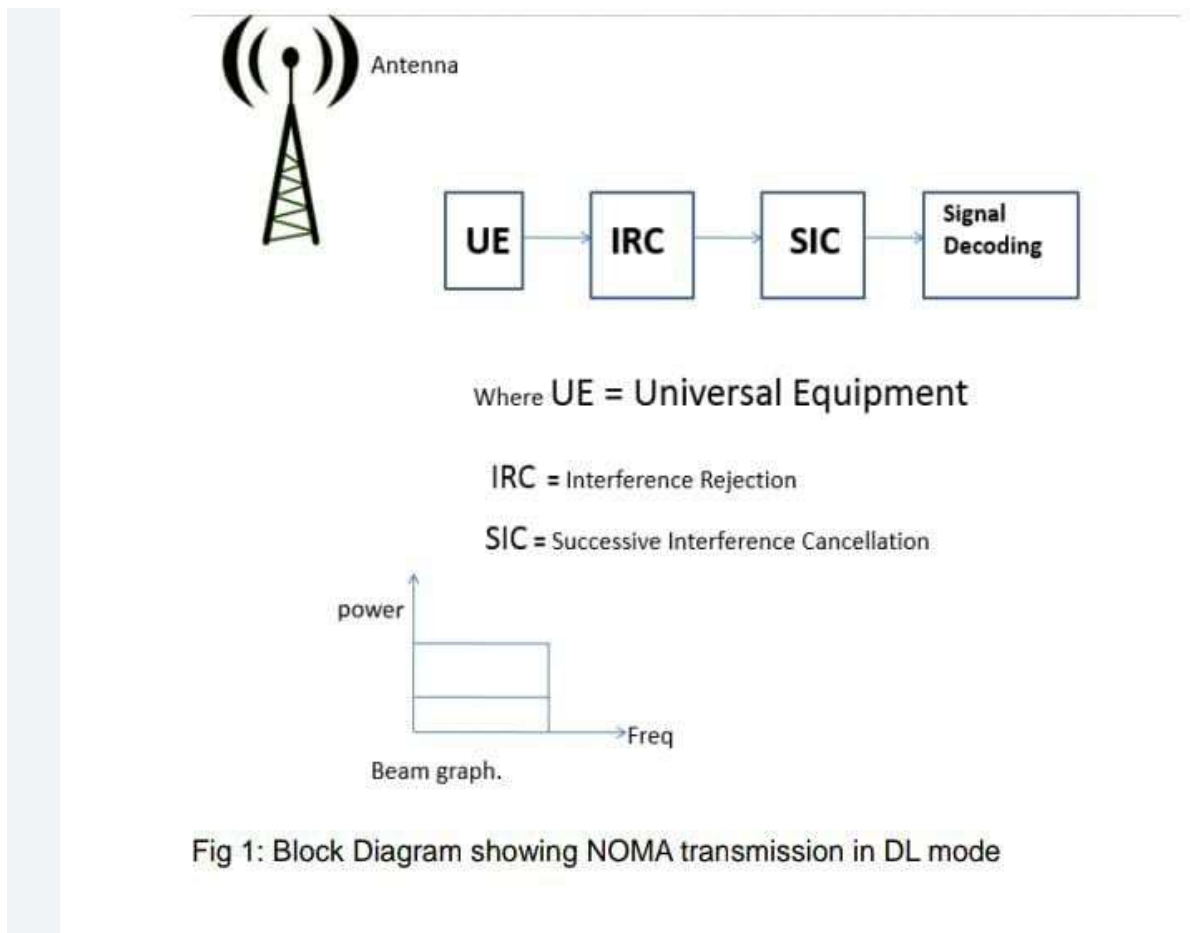 Antenna
UE
IRC
SIC
Signal
Decoding
Where UE = Universal Equipment
IRC = Interference Rejection
SIC = Successive Interference Cancellation
power
Freq
Beam graph.
Fig 1: Block Diagram showing NOMA transmission in DL mode